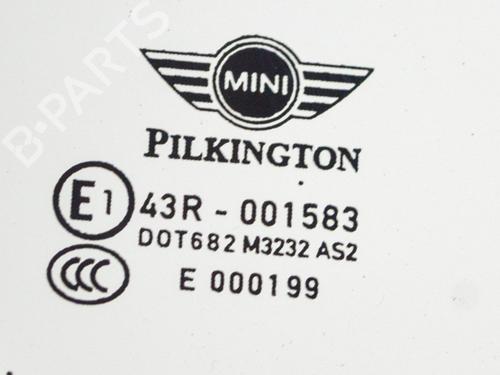 B-PARTS
MINI
PILKINGTON
E1 43R - 001583
DOT682 M3232 AS2
CCC E 000199